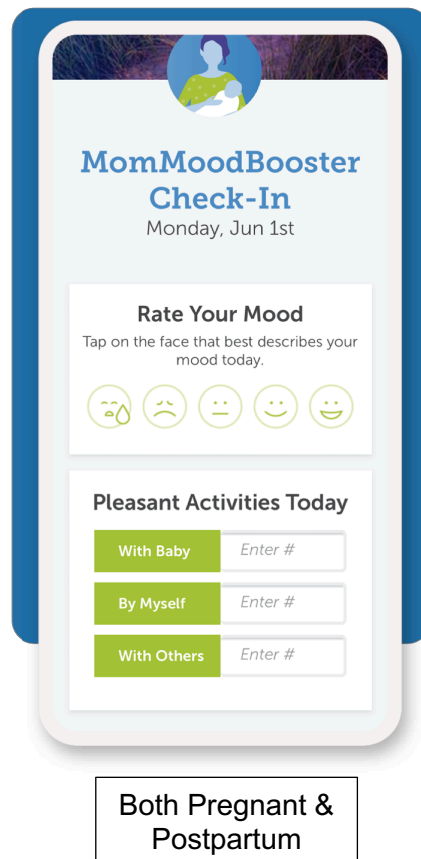 MomMoodBooster
Check-In
Monday, Jun 1st
Rate Your Mood
Tap on the face that best describes your
mood today.
Pleasant Activities Today
With Baby Enter #
By Myself Enter #
With Others Enter #
Both Pregnant &
Postpartum